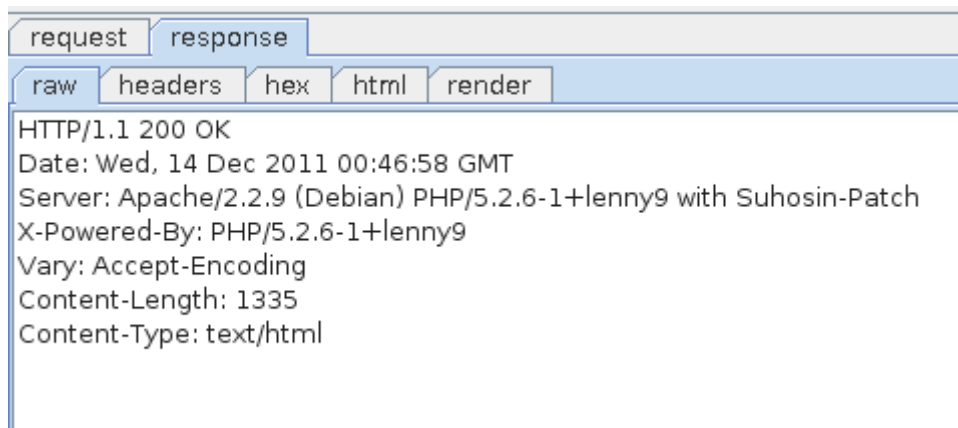 request response
raw headers hex html render
HTTP/1.1 200 OK
Date: Wed, 14 Dec 2011 00:46:58 GMT
Server: Apache/2.2.9 (Debian) PHP/5.2.6-1+lenny9 with Suhosin-Patch
X-Powered-By: PHP/5.2.6-1+lenny9
Vary: Accept-Encoding
Content-Length: 1335
Content-Type: text/html